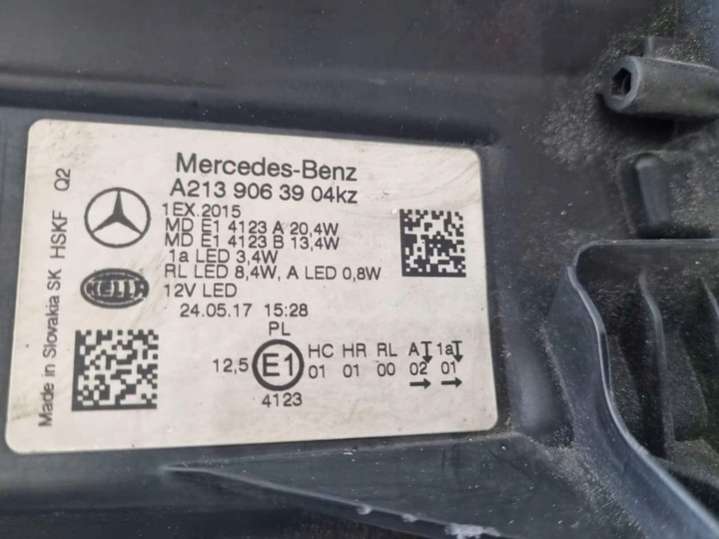 Mercedes-Benz
A213 906 39 04kz
1EX.2015
MD E1 4123 A 20,4W
MD E1 4123 B 13,4W
1a LED 3,4W
RL LED 8,4W, A LED 0,8W
12V LED
24.05.17 15:28
PL
12,5 E1 HC HR RL A 1a
01 01 00 02 01
4123
HELLA
Made in Slovakia SK HSKF Q2